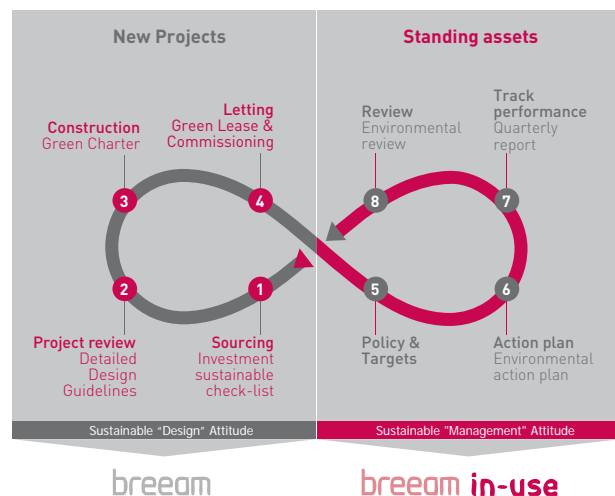 New Projects
Standing assets
Letting
Green Lease &
Commissioning
Construction
Green Charter
Review
Environmental
review
Track
performance
Quarterly
report
3
4
8
7
2
1
5
6
Project review
Detailed
Design
Guidelines
Sourcing
Investment
sustainable
check-list
Policy &
Targets
Action plan
Environmental
action plan
Sustainable "Design" Attitude
Sustainable "Management" Attitude
breeam
breeam in-use